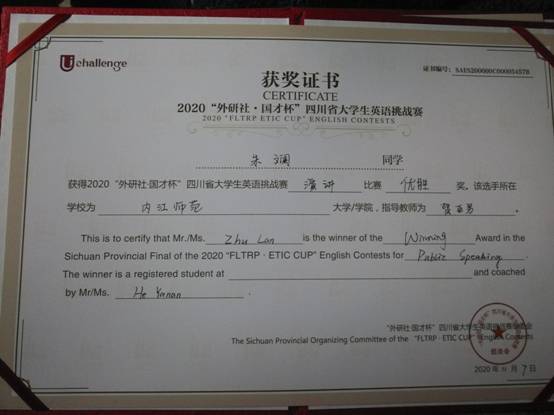 Uchallenge
证书编号：SAES200000C000054578
获奖证书
CERTIFICATE
2020“外研社·国才杯”四川省大学生英语挑战赛
2020 "FLTRP ETIC CUP" ENGLISH CONTESTS
朱斓 同学
获得2020“外研社·国才杯”四川省大学生英语挑战赛 演讲 比赛 优胜 奖。该选手所在
学校为 内江师范 大学/学院，指导教师为
This is to certify that Mr./Ms. Zhu Lan is the winner of the Winning Award in the
Sichuan Provincial Final of the 2020 "FLTRP · ETIC CUP" English Contests for Public Speaking.
The winner is a registered student at and coached
by Mr./Ms. He Yanan.
“外研社·国才杯”四川省大学生英语挑战赛组委会
The Sichuan Provincial Organizing Committee of the "FLTRP · ETIC CUP" English Contests
2020年11月7日